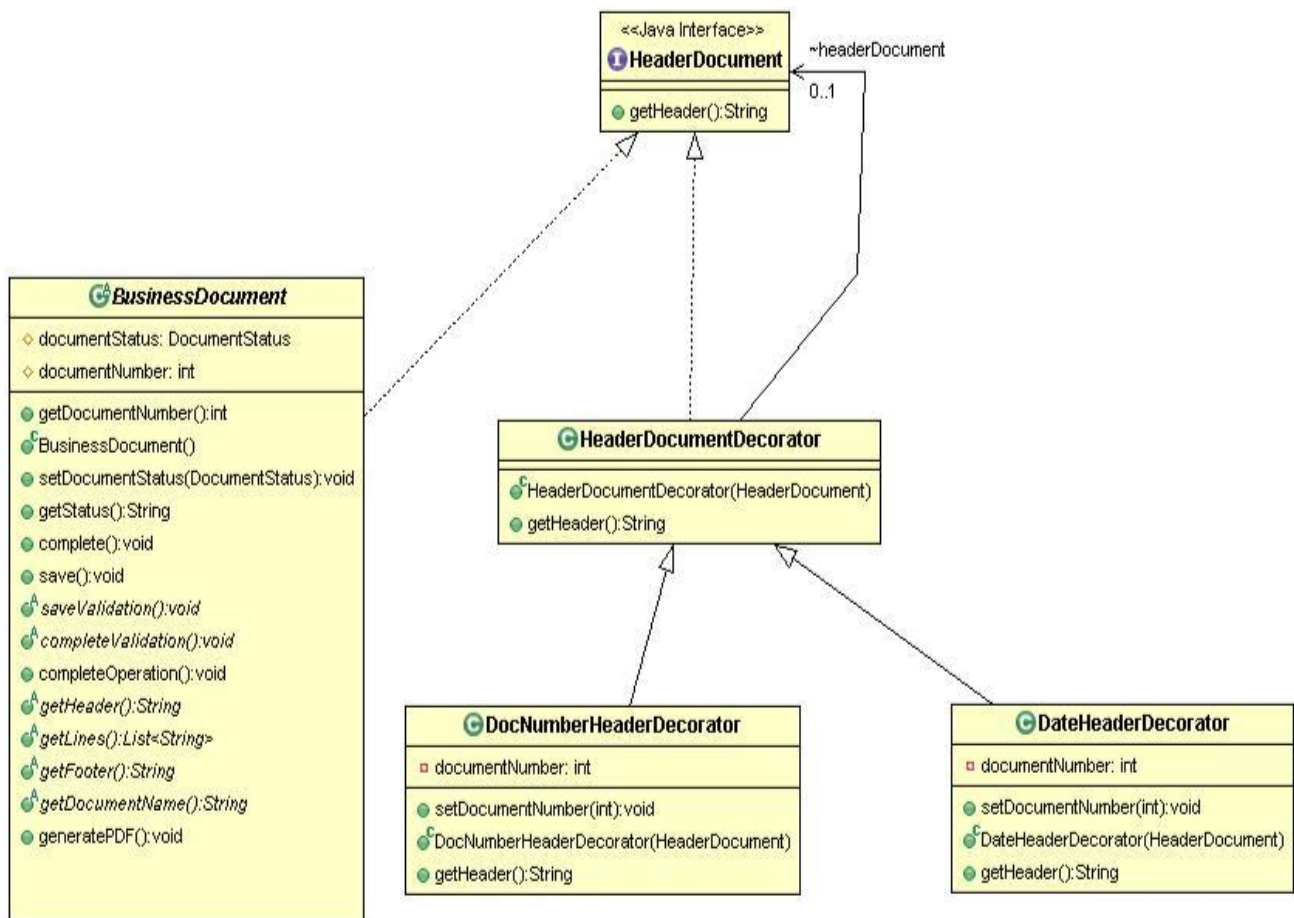 <<Java Interface>>
HeaderDocument
getHeader():String
~headerDocument
0..1
BusinessDocument
documentStatus: DocumentStatus
documentNumber: int
getDocumentNumber():int
BusinessDocument()
setDocumentStatus(DocumentStatus):void
getStatus():String
complete():void
save():void
saveValidation():void
completeValidation():void
completeOperation():void
getHeader():String
getLines():List<String>
getFooter():String
getDocumentName():String
generatePDF():void
HeaderDocumentDecorator
HeaderDocumentDecorator(HeaderDocument)
getHeader():String
DocNumberHeaderDecorator
documentNumber: int
setDocumentNumber(int):void
DocNumberHeaderDecorator(HeaderDocument)
getHeader():String
DateHeaderDecorator
documentNumber: int
setDocumentNumber(int):void
DateHeaderDecorator(HeaderDocument)
getHeader():String